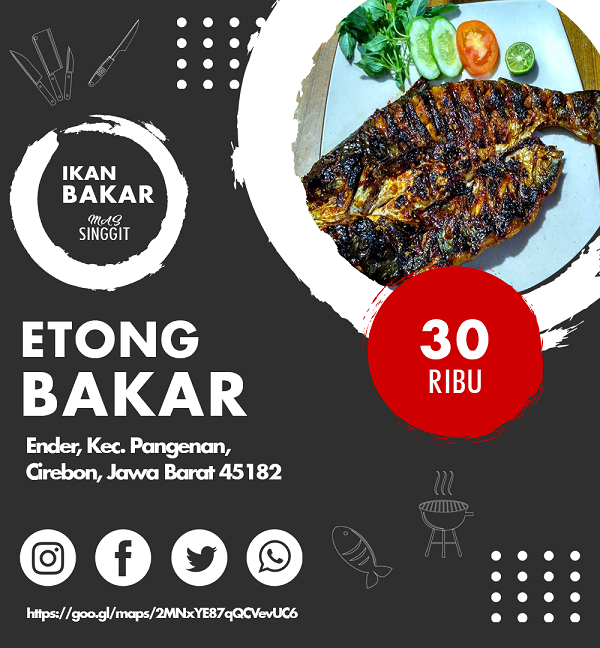 IKAN
BAKAR
MAS
SINGGIT
30
RIBU
ETONG
BAKAR
Ender, Kec. Pangenan,
Cirebon, Jawa Barat 45182
https://goo.gl/maps/2MNxYE87qQCVevUC6